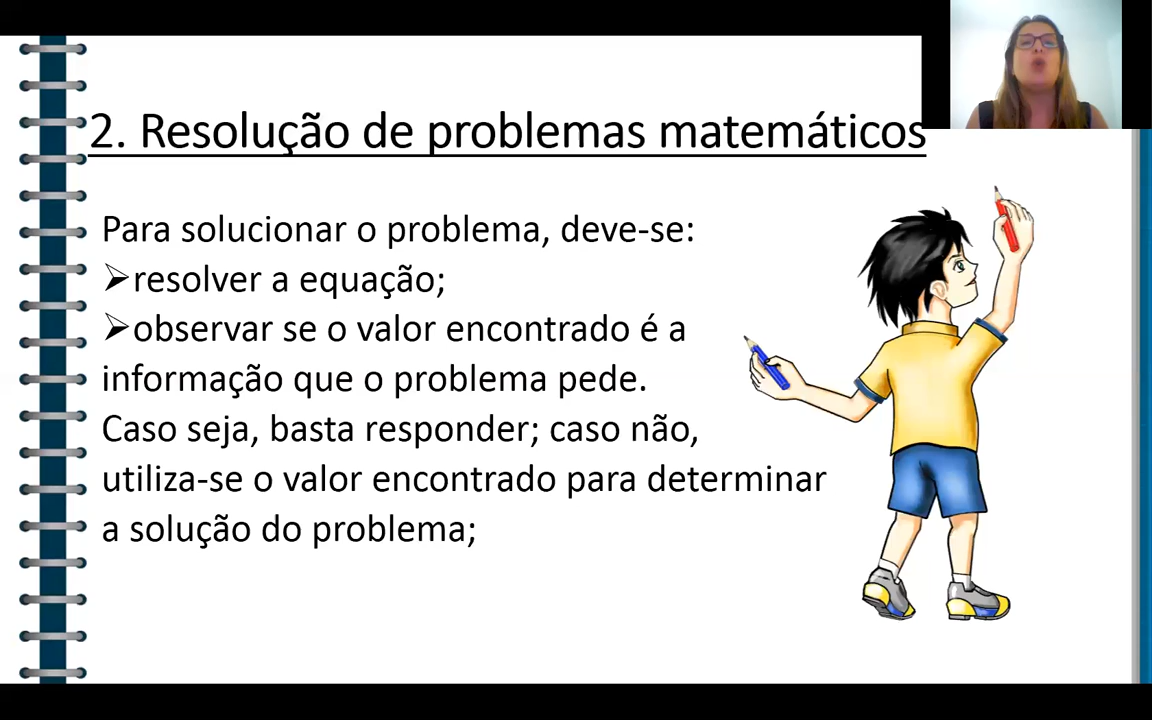 2. Resolução de problemas matemáticos
Para solucionar o problema, deve-se:
➢resolver a equação;
➢observar se o valor encontrado é a
informação que o problema pede.
Caso seja, basta responder; caso não,
utiliza-se o valor encontrado para determinar
a solução do problema;